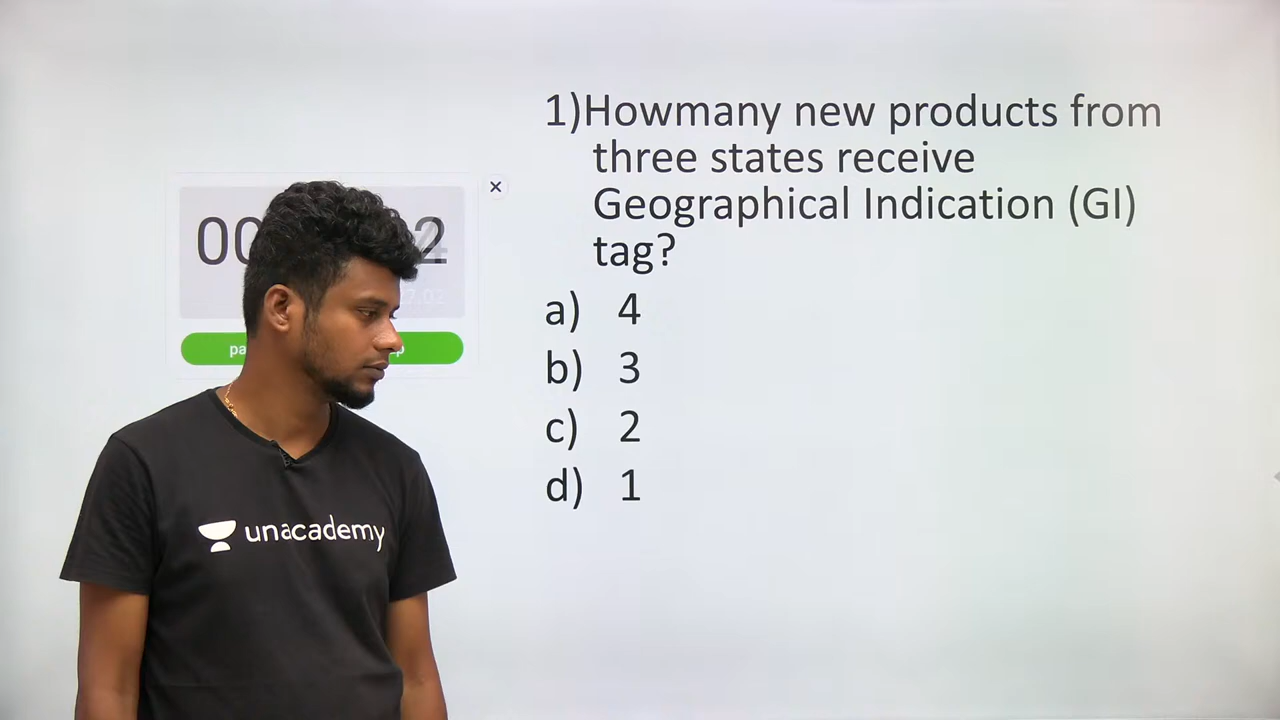 1)Howmany new products from
three states receive
Geographical Indication (GI)
tag?
a) 4
b) 3
c) 2
d) 1
unacademy